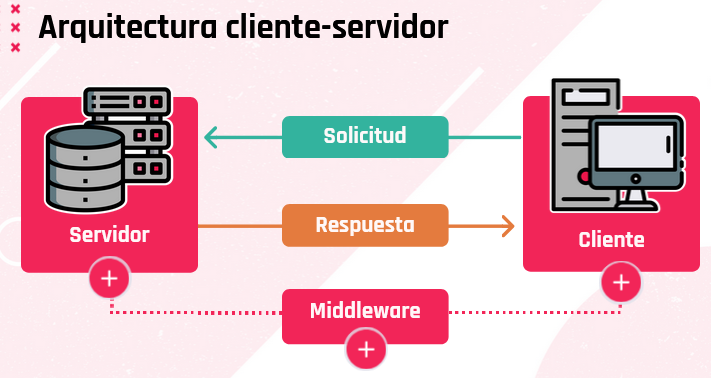 Arquitectura cliente-servidor
Solicitud
Respuesta
Servidor
Cliente
Middleware